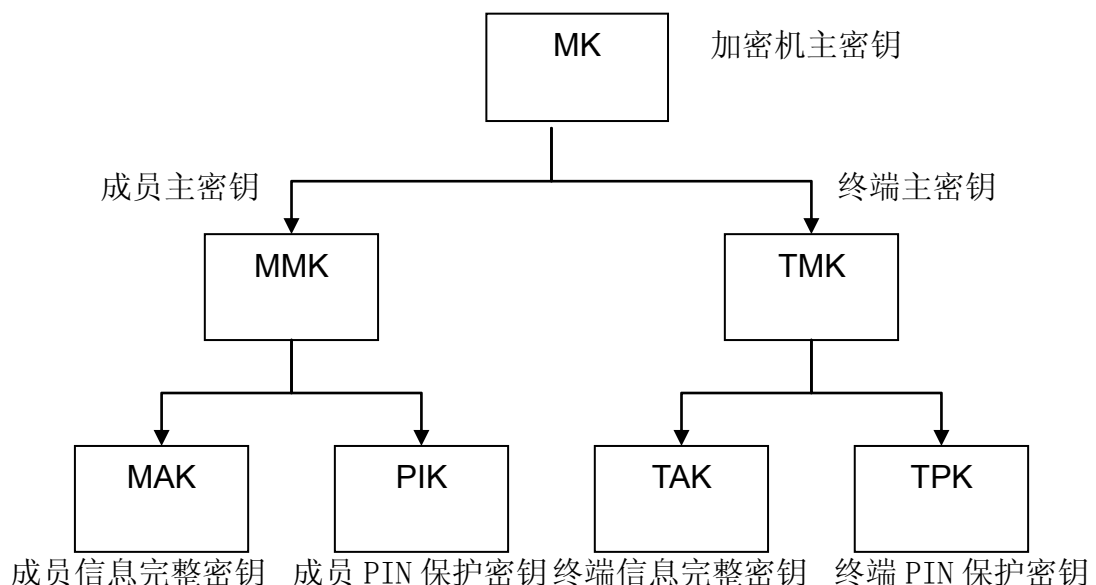 MK
加密机主密钥
成员主密钥
终端主密钥
MMK
TMK
MAK
PIK
TAK
TPK
成员信息完整密钥
成员 PIN 保护密钥
终端信息完整密钥
终端 PIN 保护密钥